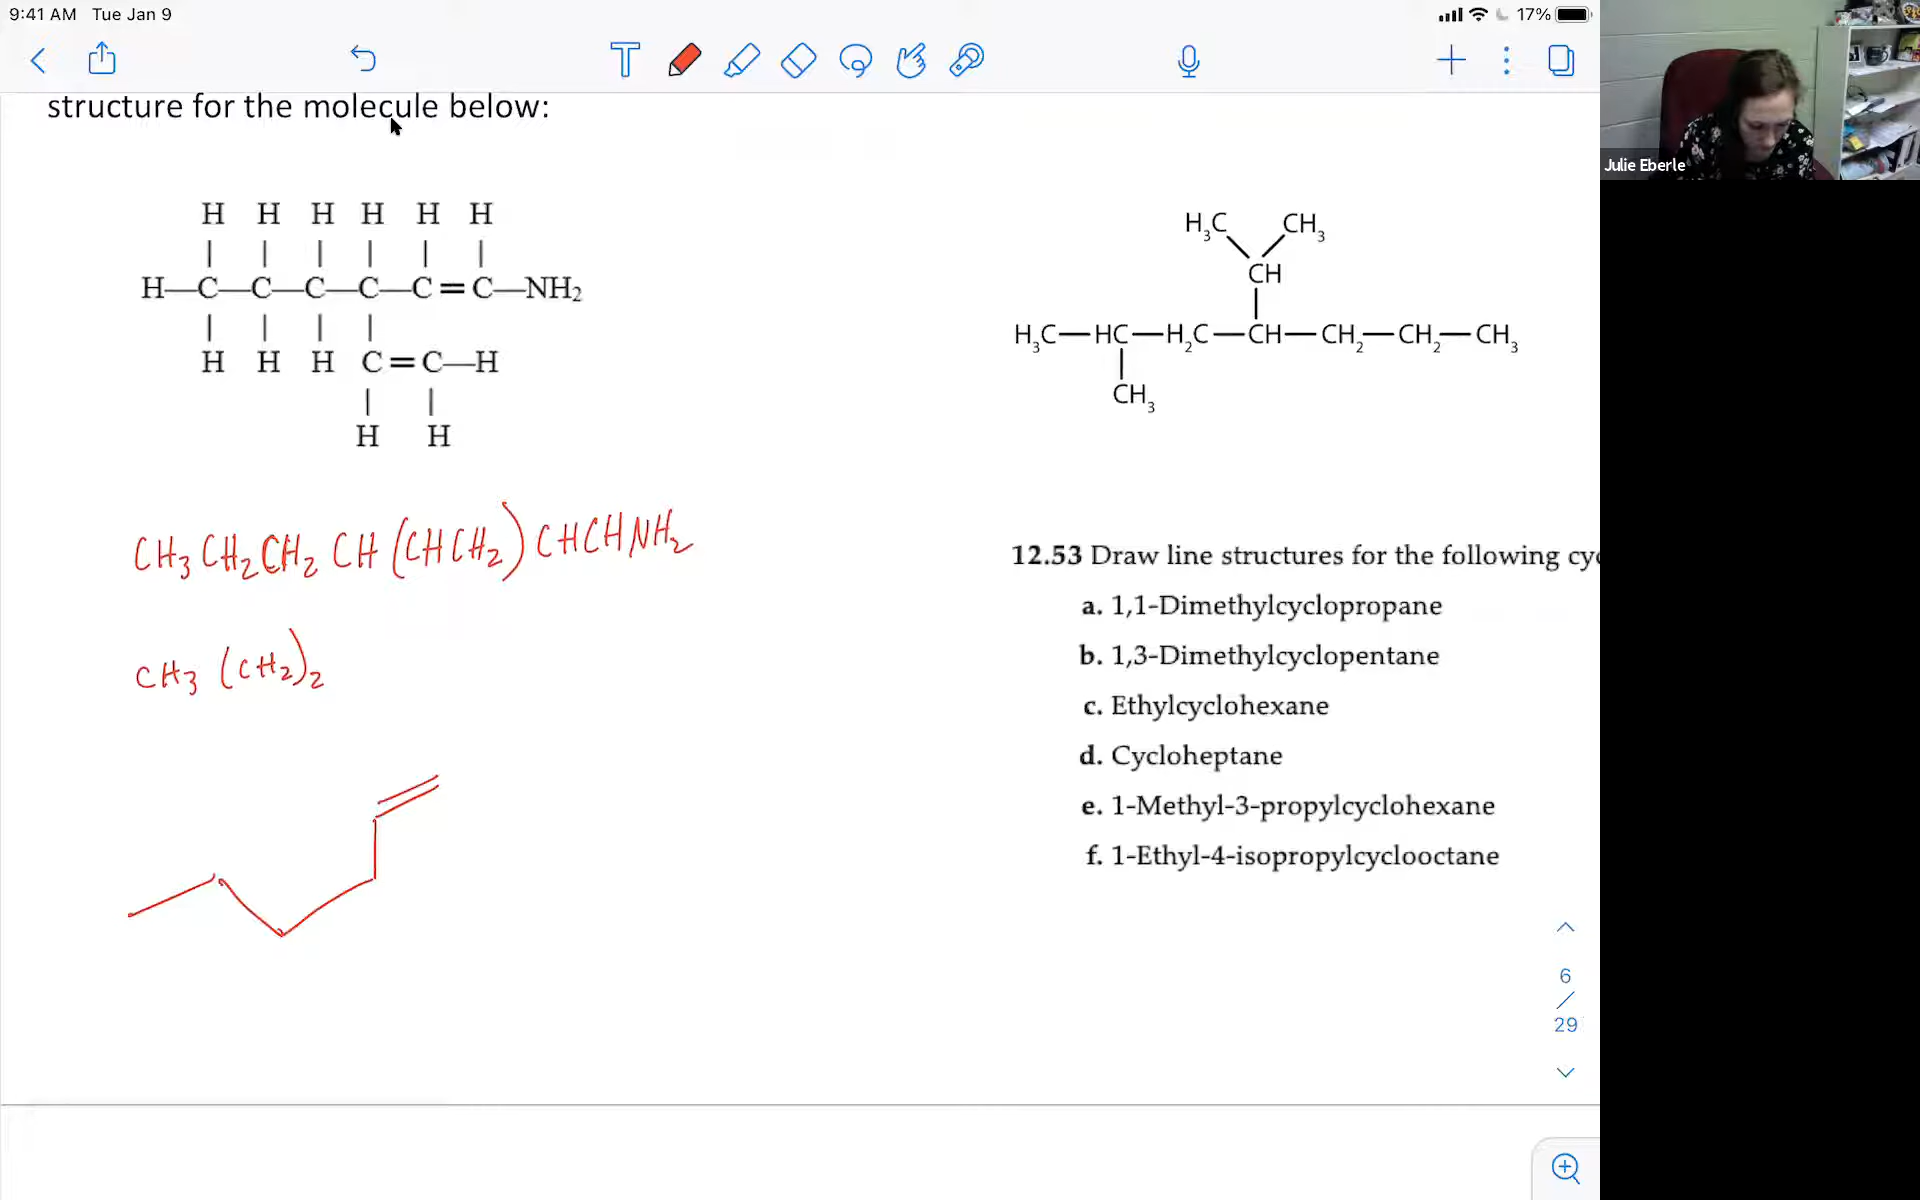 9:41 AM Tue Jan 9
17%
structure for the molecule below:
Julie Eberle
H H H H H H
H—C—C—C—C—C=C—NH₂
H H H C=C—H
H H
H₃C CH₃
CH
H₃C—HC—H₂C—CH—CH₂—CH₂—CH₃
CH₃
CH₃CH₂CH₂CH(CHCH₂)CHCHNH₂
CH₃(CH₂)₂
12.53 Draw line structures for the following cyc
a. 1,1-Dimethylcyclopropane
b. 1,3-Dimethylcyclopentane
c. Ethylcyclohexane
d. Cycloheptane
e. 1-Methyl-3-propylcyclohexane
f. 1-Ethyl-4-isopropylcyclooctane
6
/
29